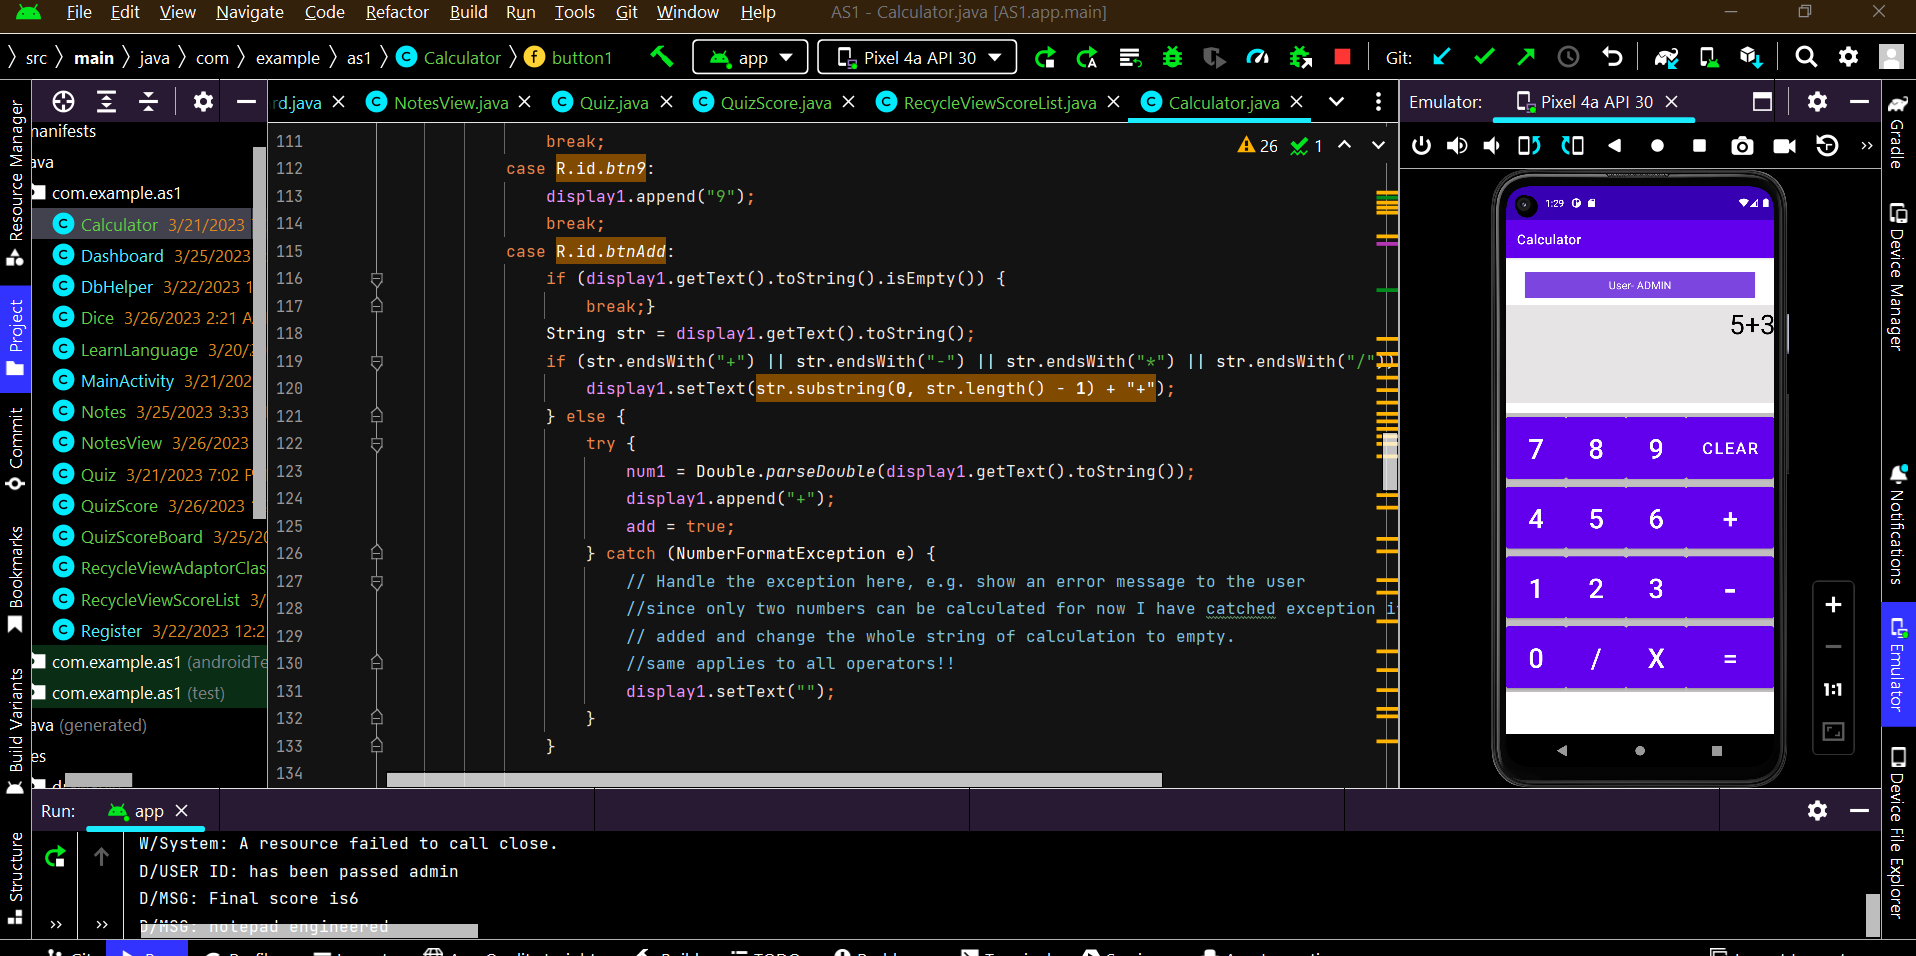 File Edit View Navigate Code Refactor Build Run Tools Git Window Help AS1 - Calculator.java [AS1.app.main]
src main java com example as1 Calculator button1 app Pixel 4a API 30 Git:
rd.java NotesView.java Quiz.java QuizScore.java RecycleViewScoreList.java Calculator.java
Emulator: Pixel 4a API 30
Resource Manager
Project
Commit
Bookmarks
Build Variants
Structure
manifests
ava
com.example.as1
Calculator 3/21/2023
Dashboard 3/25/2023
DbHelper 3/22/2023 1
Dice 3/26/2023 2:21 A
LearnLanguage 3/20/2
MainActivity 3/21/202
Notes 3/25/2023 3:33
NotesView 3/26/2023
Quiz 3/21/2023 7:02 P
QuizScore 3/26/2023
QuizScoreBoard 3/25/20
RecycleViewAdaptorClas
RecycleViewScoreList 3/
Register 3/22/2023 12:2
com.example.as1 (androidTe
com.example.as1 (test)
ava (generated)
es
26 1
111 break;
112 case R.id.btn9:
113 display1.append("9");
114 break;
115 case R.id.btnAdd:
116 if (display1.getText().toString().isEmpty()) {
117 break;}
118 String str = display1.getText().toString();
119 if (str.endsWith("+") || str.endsWith("-") || str.endsWith("*") || str.endsWith("/"))
120 display1.setText(str.substring(0, str.length() - 1) + "+");
121 } else {
122 try {
123 num1 = Double.parseDouble(display1.getText().toString());
124 display1.append("+");
125 add = true;
126 } catch (NumberFormatException e) {
127 // Handle the exception here, e.g. show an error message to the user
128 //since only two numbers can be calculated for now I have catched exception i
129 // added and change the whole string of calculation to empty.
130 //same applies to all operators!!
131 display1.setText("");
132 }
133 }
134
1:29
Calculator
User- ADMIN
5+3
7 8 9 CLEAR
4 5 6 +
1 2 3 -
0 / X =
1:1
Gradle
Device Manager
Notifications
Emulator
Device File Explorer
Run: app
W/System: A resource failed to call close.
D/USER ID: has been passed admin
D/MSG: Final score is6
D/MSG: notepad engineered